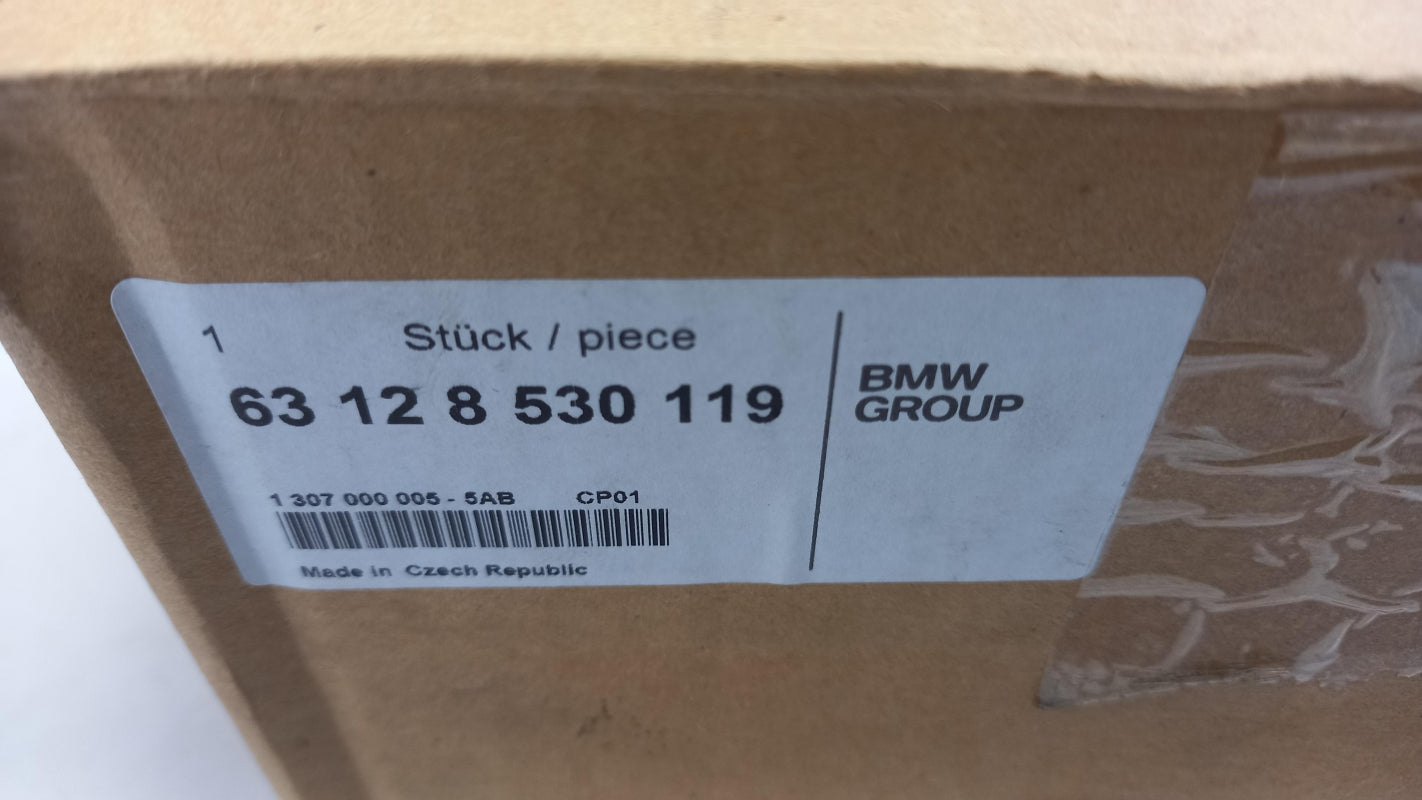 1 Stück / piece
63 12 8 530 119
1 307 000 005 - 5AB CP01
Made in Czech Republic
BMW
GROUP